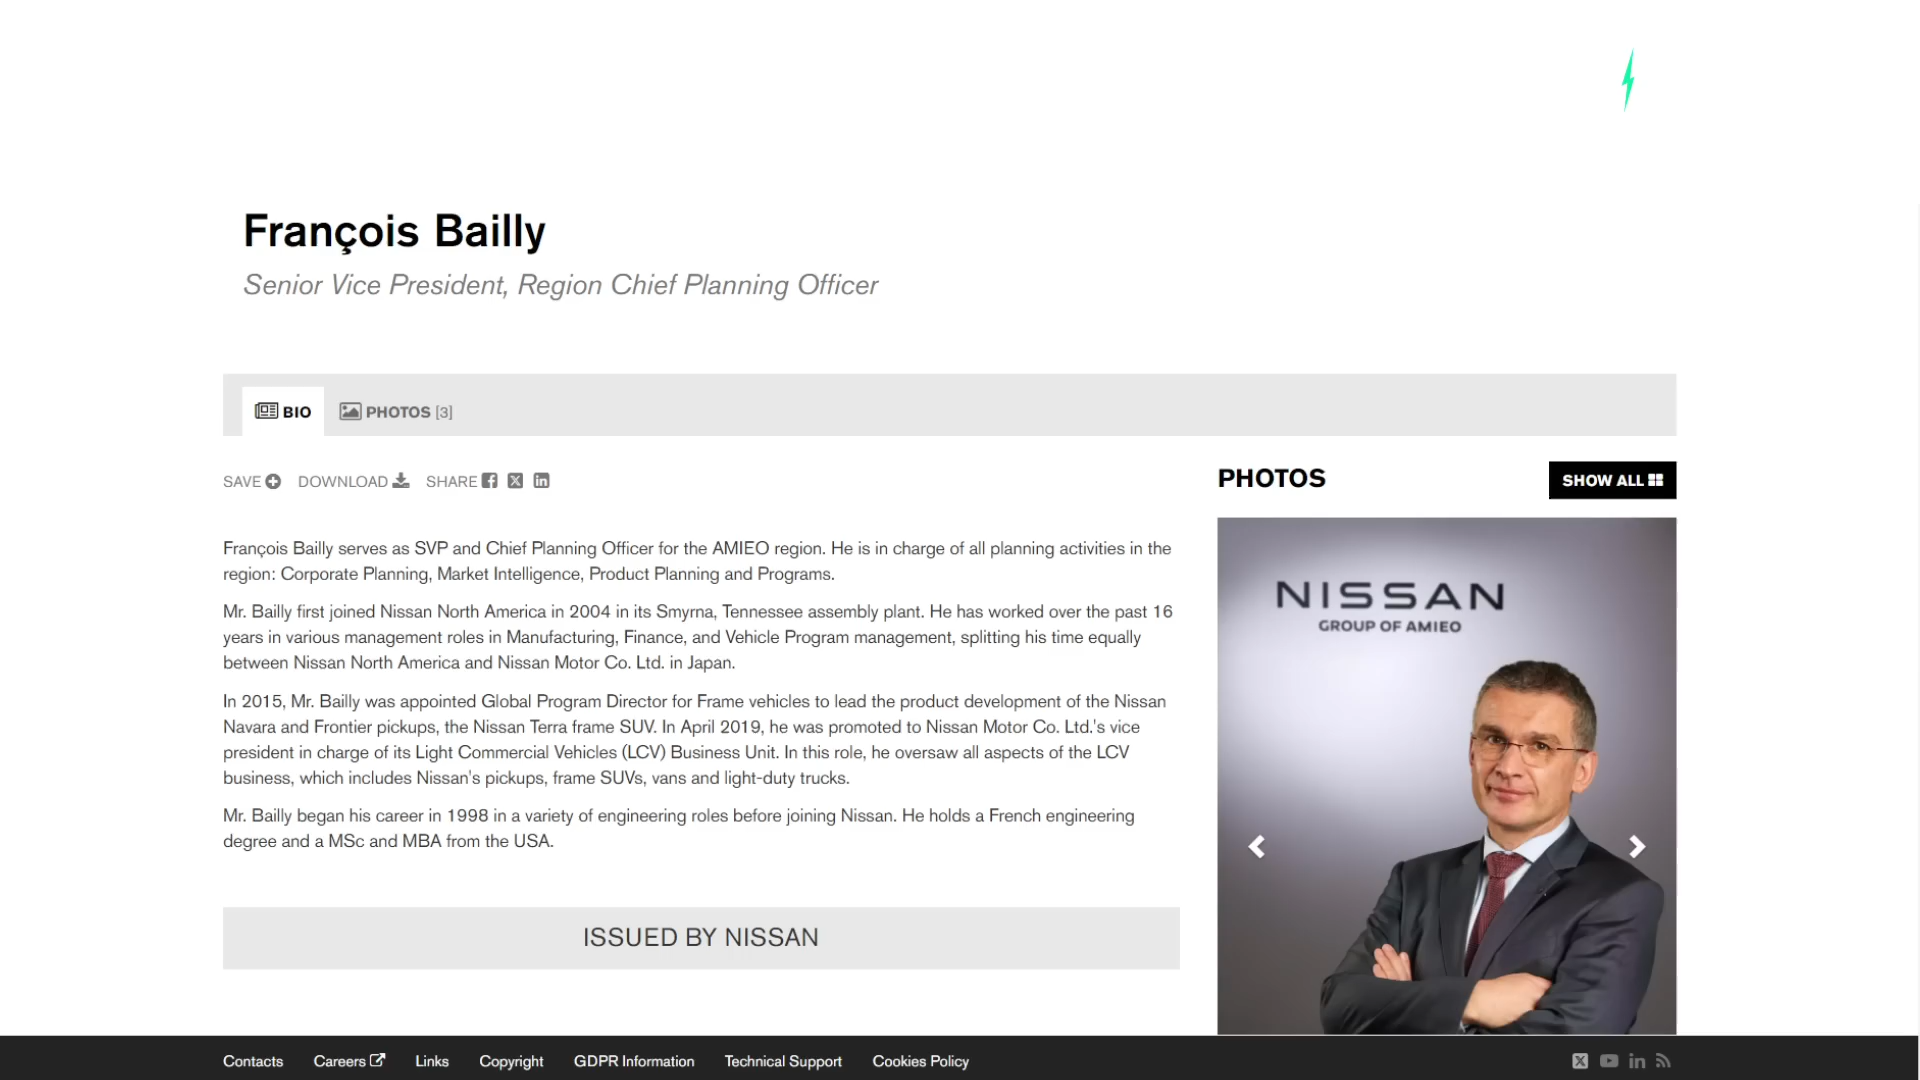 François Bailly
Senior Vice President, Region Chief Planning Officer
BIO
PHOTOS [3]
SAVE
DOWNLOAD
SHARE
François Bailly serves as SVP and Chief Planning Officer for the AMIEO region. He is in charge of all planning activities in the
region: Corporate Planning, Market Intelligence, Product Planning and Programs.
Mr. Bailly first joined Nissan North America in 2004 in its Smyrna, Tennessee assembly plant. He has worked over the past 16
years in various management roles in Manufacturing, Finance, and Vehicle Program management, splitting his time equally
between Nissan North America and Nissan Motor Co. Ltd. in Japan.
In 2015, Mr. Bailly was appointed Global Program Director for Frame vehicles to lead the product development of the Nissan
Navara and Frontier pickups, the Nissan Terra frame SUV. In April 2019, he was promoted to Nissan Motor Co. Ltd.'s vice
president in charge of its Light Commercial Vehicles (LCV) Business Unit. In this role, he oversaw all aspects of the LCV
business, which includes Nissan's pickups, frame SUVs, vans and light-duty trucks.
Mr. Bailly began his career in 1998 in a variety of engineering roles before joining Nissan. He holds a French engineering
degree and a MSc and MBA from the USA.
ISSUED BY NISSAN
PHOTOS
SHOW ALL
NISSAN
GROUP OF AMIEO
Contacts
Careers
Links
Copyright
GDPR Information
Technical Support
Cookies Policy